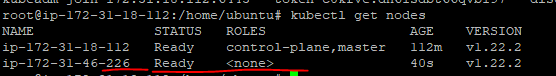 root@ip-172-31-18-112:/home/ubuntu# kubectl get nodes
NAME STATUS ROLES AGE VERSION
ip-172-31-18-112 Ready control-plane,master 112m v1.22.2
ip-172-31-46-226 Ready <none> 40s v1.22.2